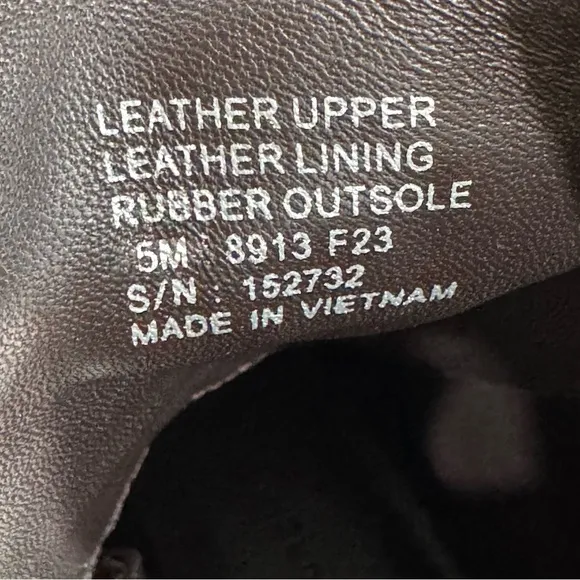 LEATHER UPPER
LEATHER LINING
RUBBER OUTSOLE
5M 8913 F23
S/N : 152732
MADE IN VIETNAM